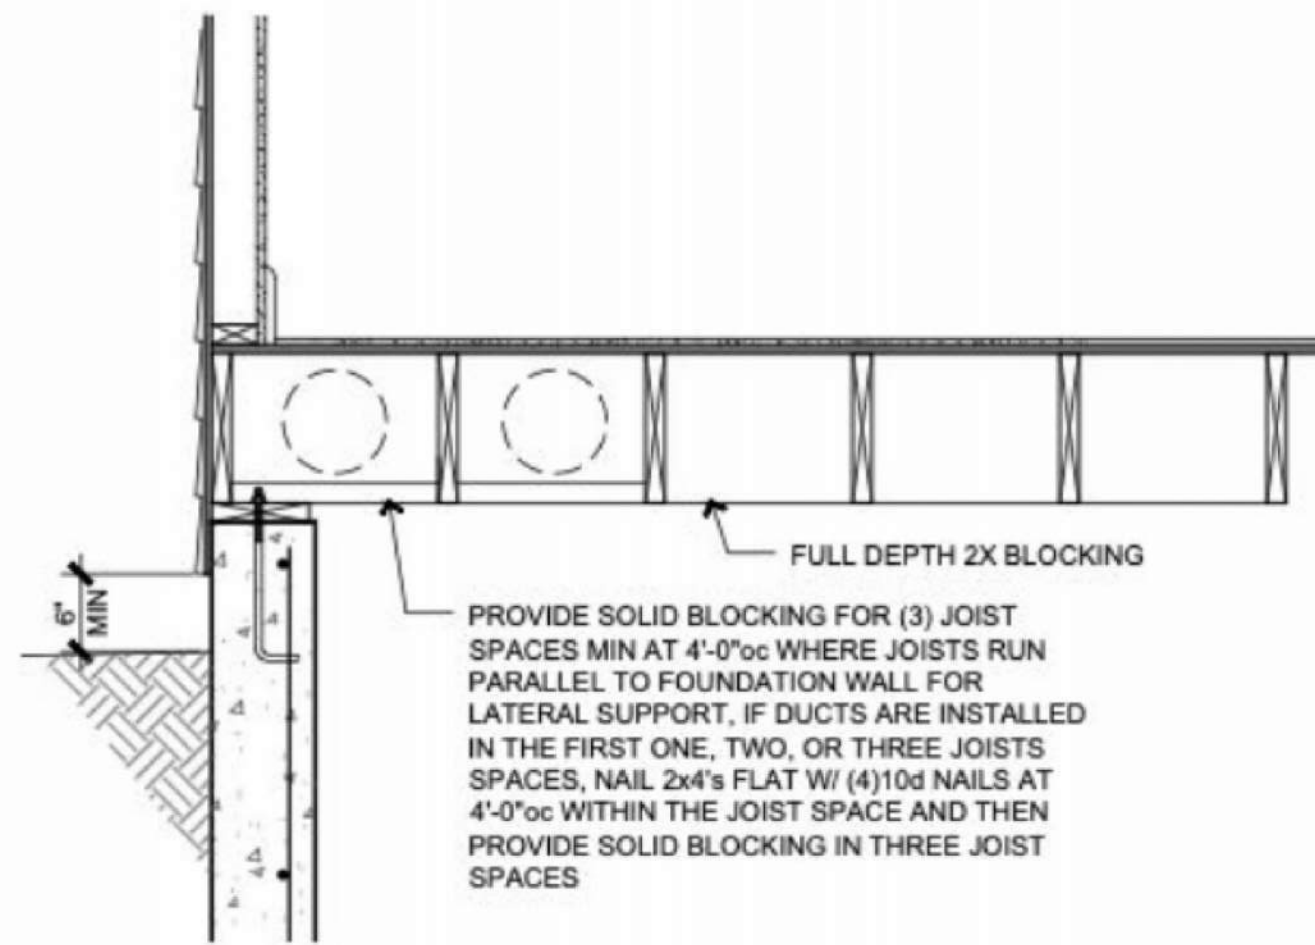 FULL DEPTH 2X BLOCKING
6"
MIN
PROVIDE SOLID BLOCKING FOR (3) JOIST
SPACES MIN AT 4'-0"oc WHERE JOISTS RUN
PARALLEL TO FOUNDATION WALL FOR
LATERAL SUPPORT, IF DUCTS ARE INSTALLED
IN THE FIRST ONE, TWO, OR THREE JOISTS
SPACES, NAIL 2x4's FLAT W/ (4)10d NAILS AT
4'-0"oc WITHIN THE JOIST SPACE AND THEN
PROVIDE SOLID BLOCKING IN THREE JOIST
SPACES